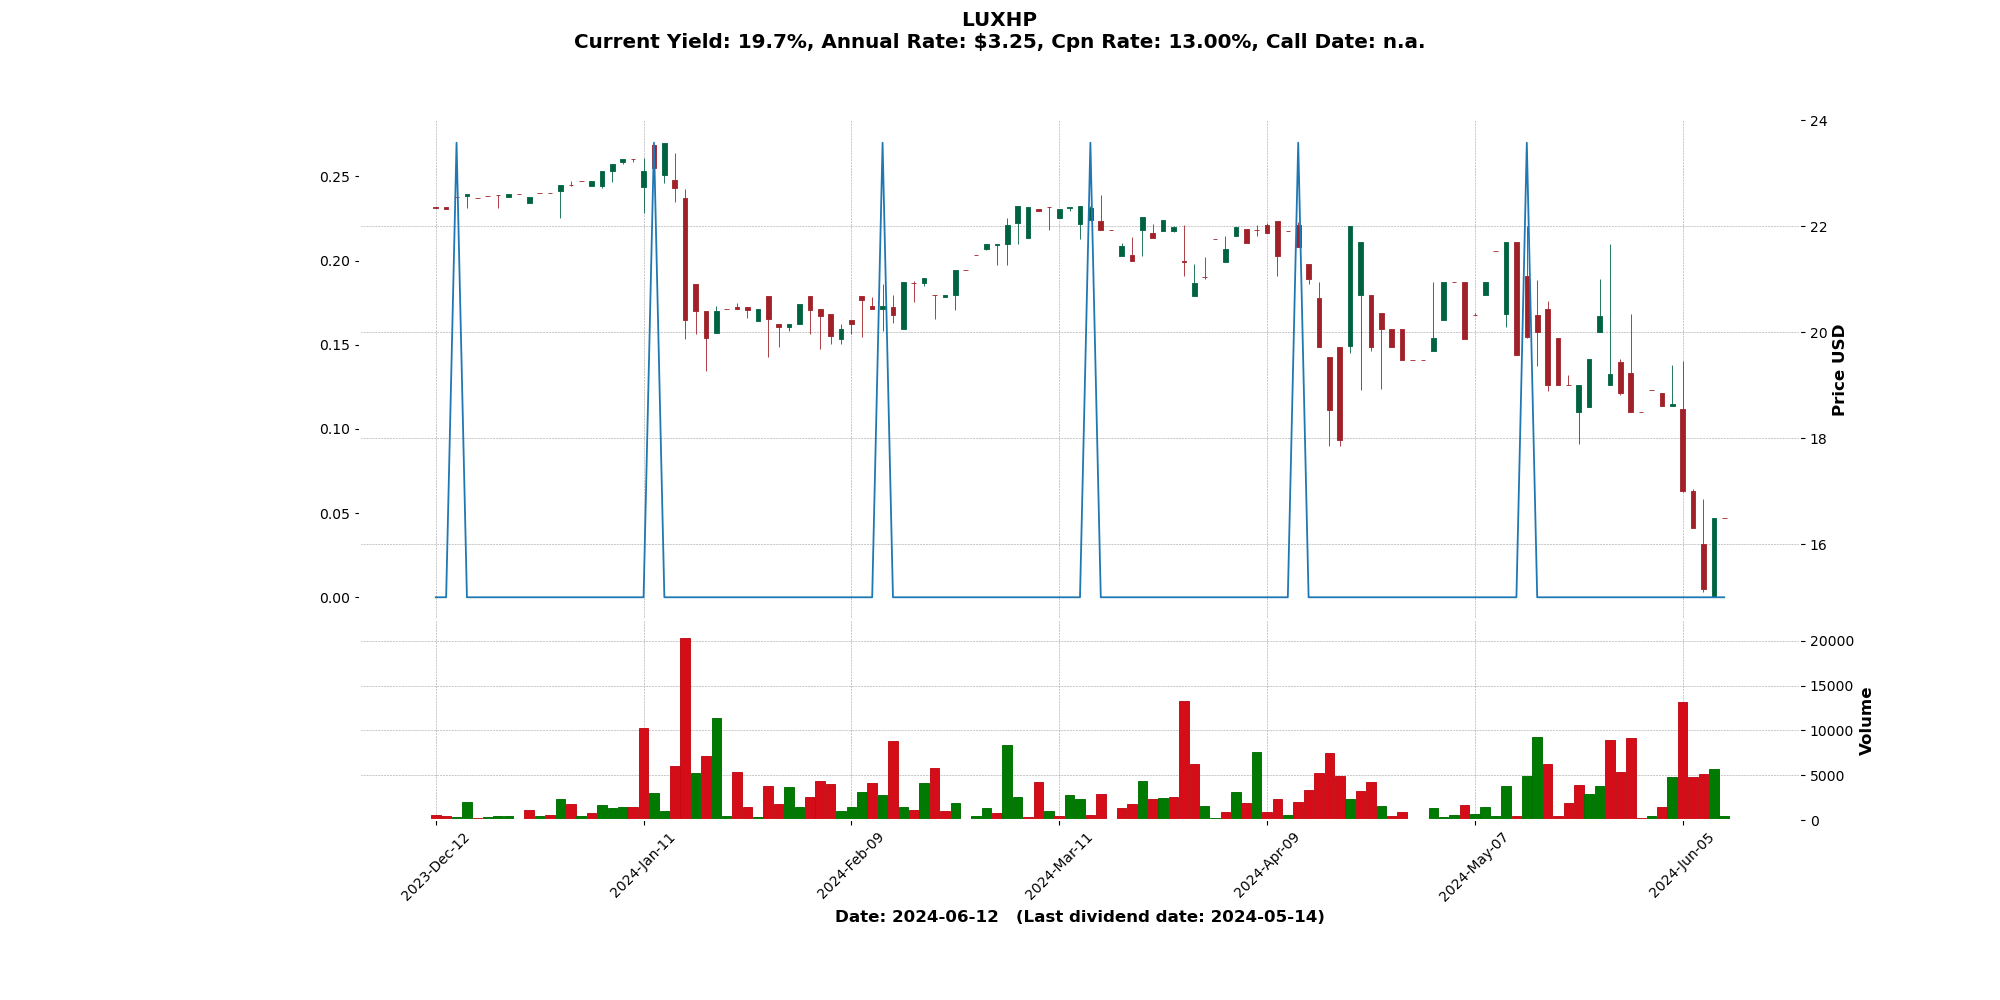 LUXHP
Current Yield: 19.7%, Annual Rate: $3.25, Cpn Rate: 13.00%, Call Date: n.a.
0.25
0.20
0.15
0.10
0.05
0.00
24
22
20
18
16
Price USD
20000
15000
10000
5000
0
Volume
2023-Dec-12
2024-Jan-11
2024-Feb-09
2024-Mar-11
2024-Apr-09
2024-May-07
2024-Jun-05
Date: 2024-06-12 (Last dividend date: 2024-05-14)